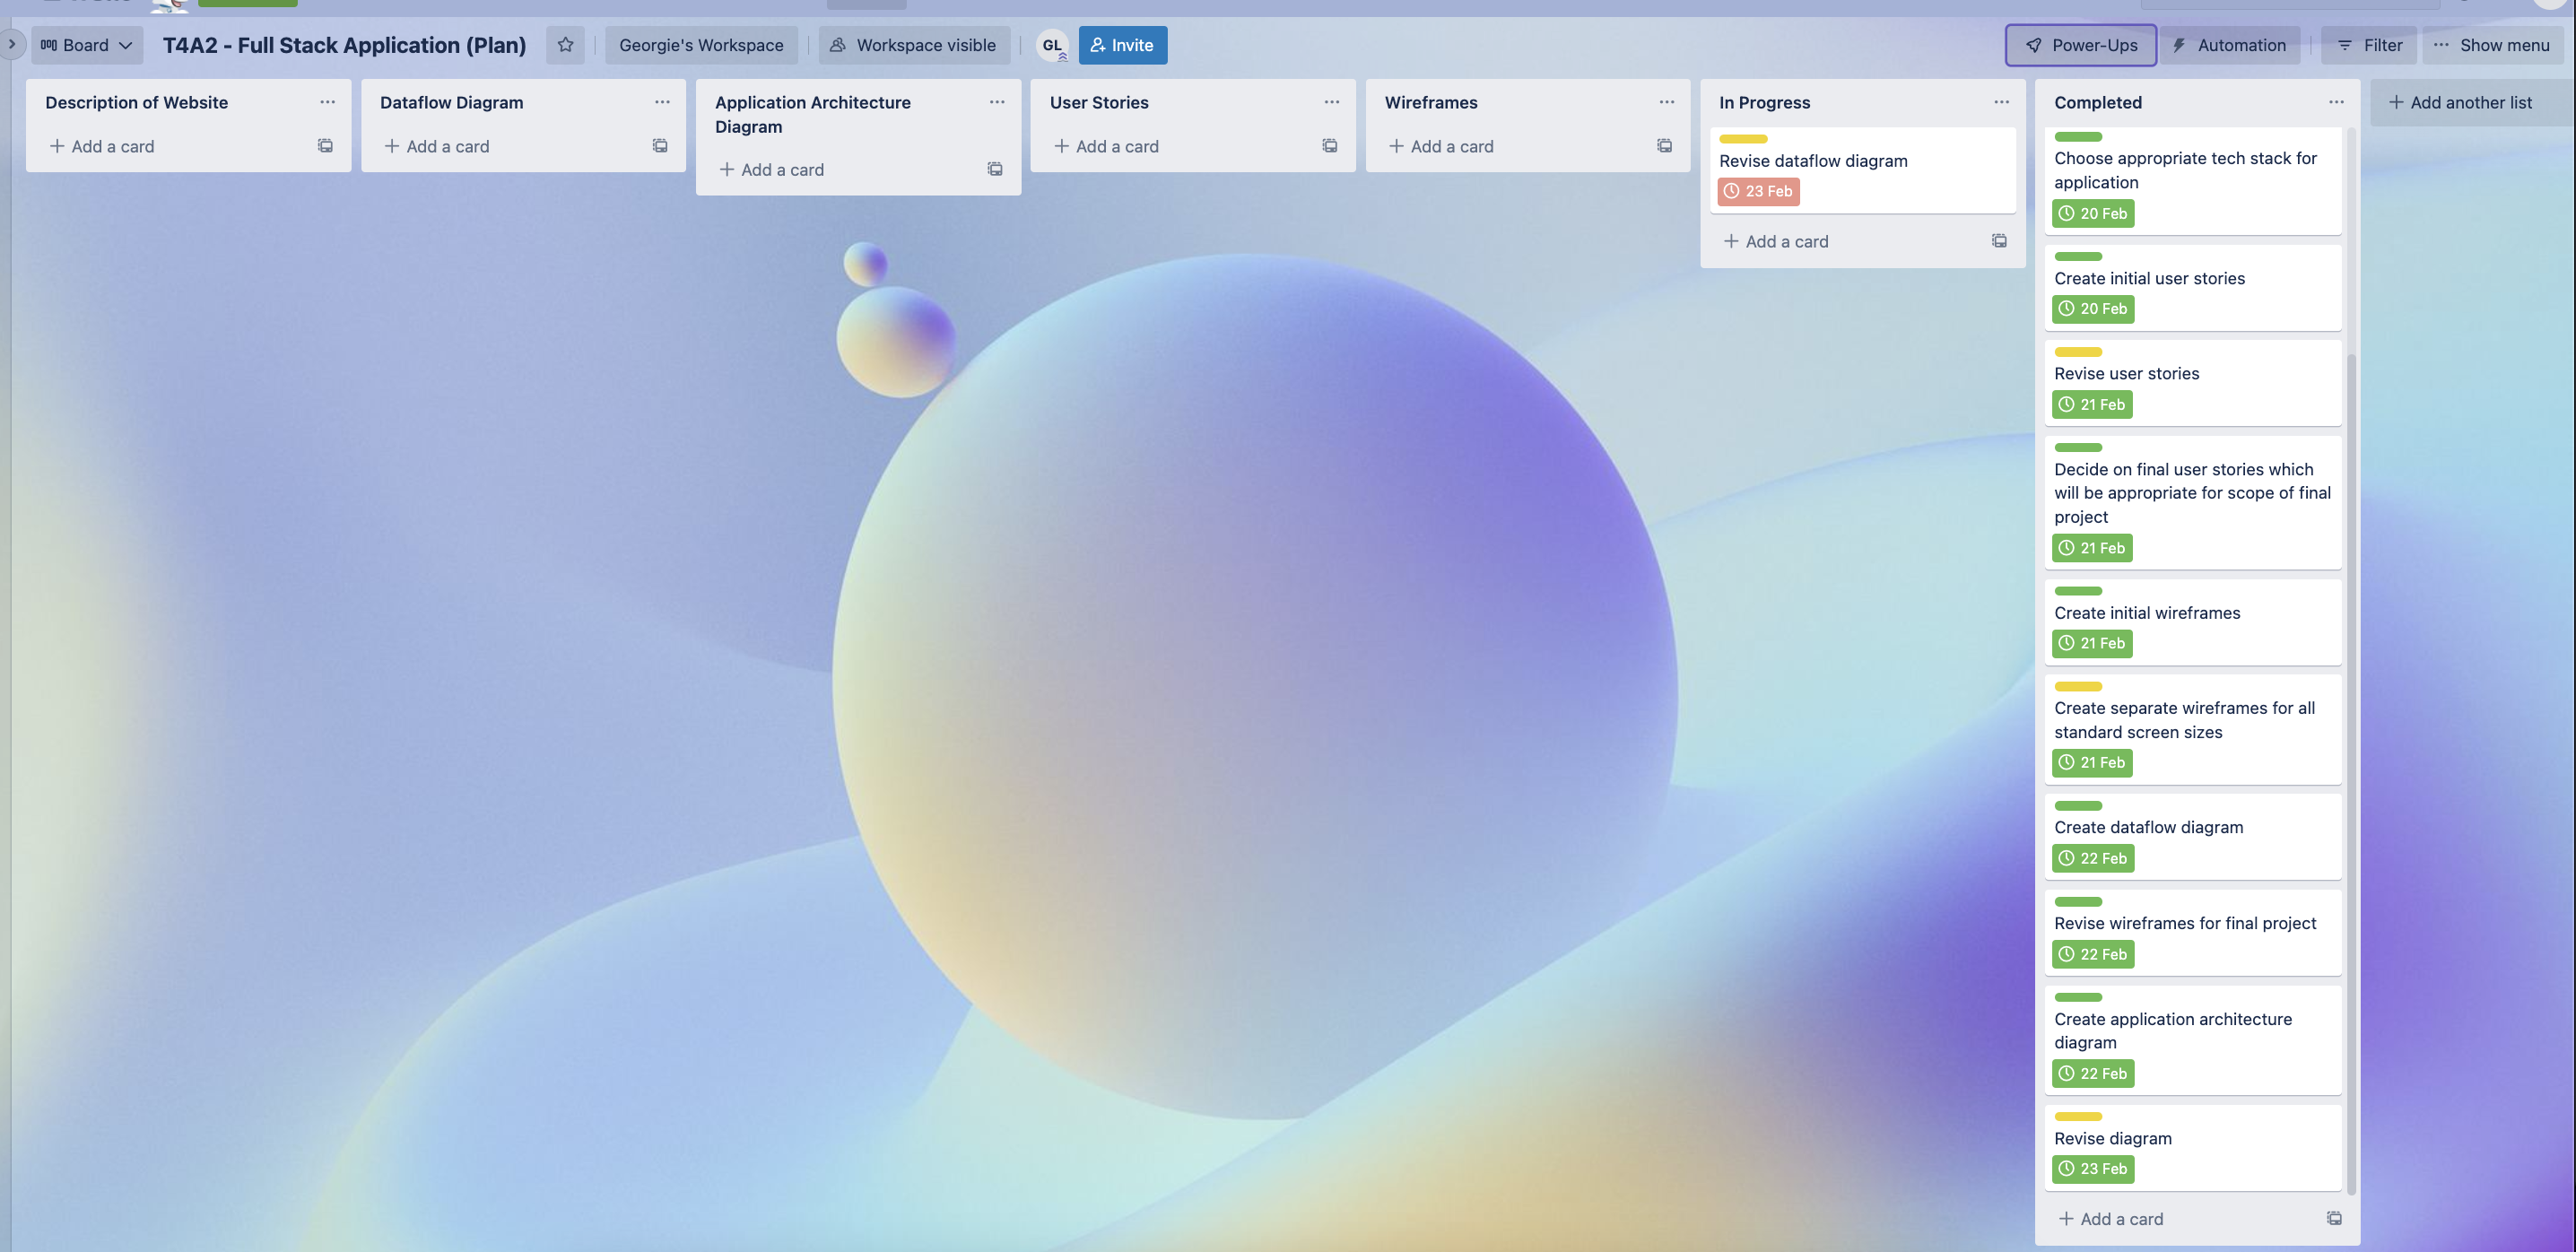 Board
T4A2 - Full Stack Application (Plan)
Georgie's Workspace
Workspace visible
GL
Invite
Power-Ups
Automation
Filter
Show menu
Description of Website
Add a card
Dataflow Diagram
Add a card
Application Architecture
Diagram
Add a card
User Stories
Add a card
Wireframes
Add a card
In Progress
Revise dataflow diagram
23 Feb
Add a card
Completed
Choose appropriate tech stack for
application
20 Feb
Create initial user stories
20 Feb
Revise user stories
21 Feb
Decide on final user stories which
will be appropriate for scope of final
project
21 Feb
Create initial wireframes
21 Feb
Create separate wireframes for all
standard screen sizes
21 Feb
Create dataflow diagram
22 Feb
Revise wireframes for final project
22 Feb
Create application architecture
diagram
22 Feb
Revise diagram
23 Feb
Add a card
Add another list